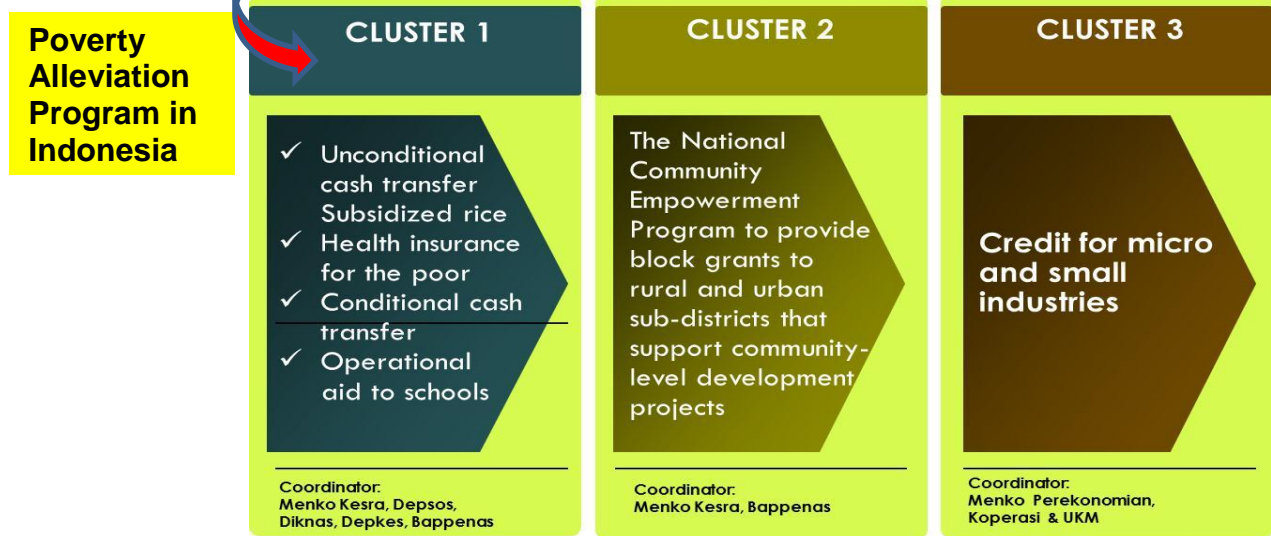 Poverty
Alleviation
Program in
Indonesia
CLUSTER 1
✓ Unconditional
cash transfer
Subsidized rice
✓ Health insurance
for the poor
✓ Conditional cash
transfer
✓ Operational
aid to schools
Coordinator:
Menko Kesra, Depsos,
Diknas, Depkes, Bappenas
CLUSTER 2
The National
Community
Empowerment
Program to provide
block grants to
rural and urban
sub-districts that
support community-
level development
projects
Coordinator:
Menko Kesra, Bappenas
CLUSTER 3
Credit for micro
and small
industries
Coordinator:
Menko Perekonomian,
Koperasi & UKM